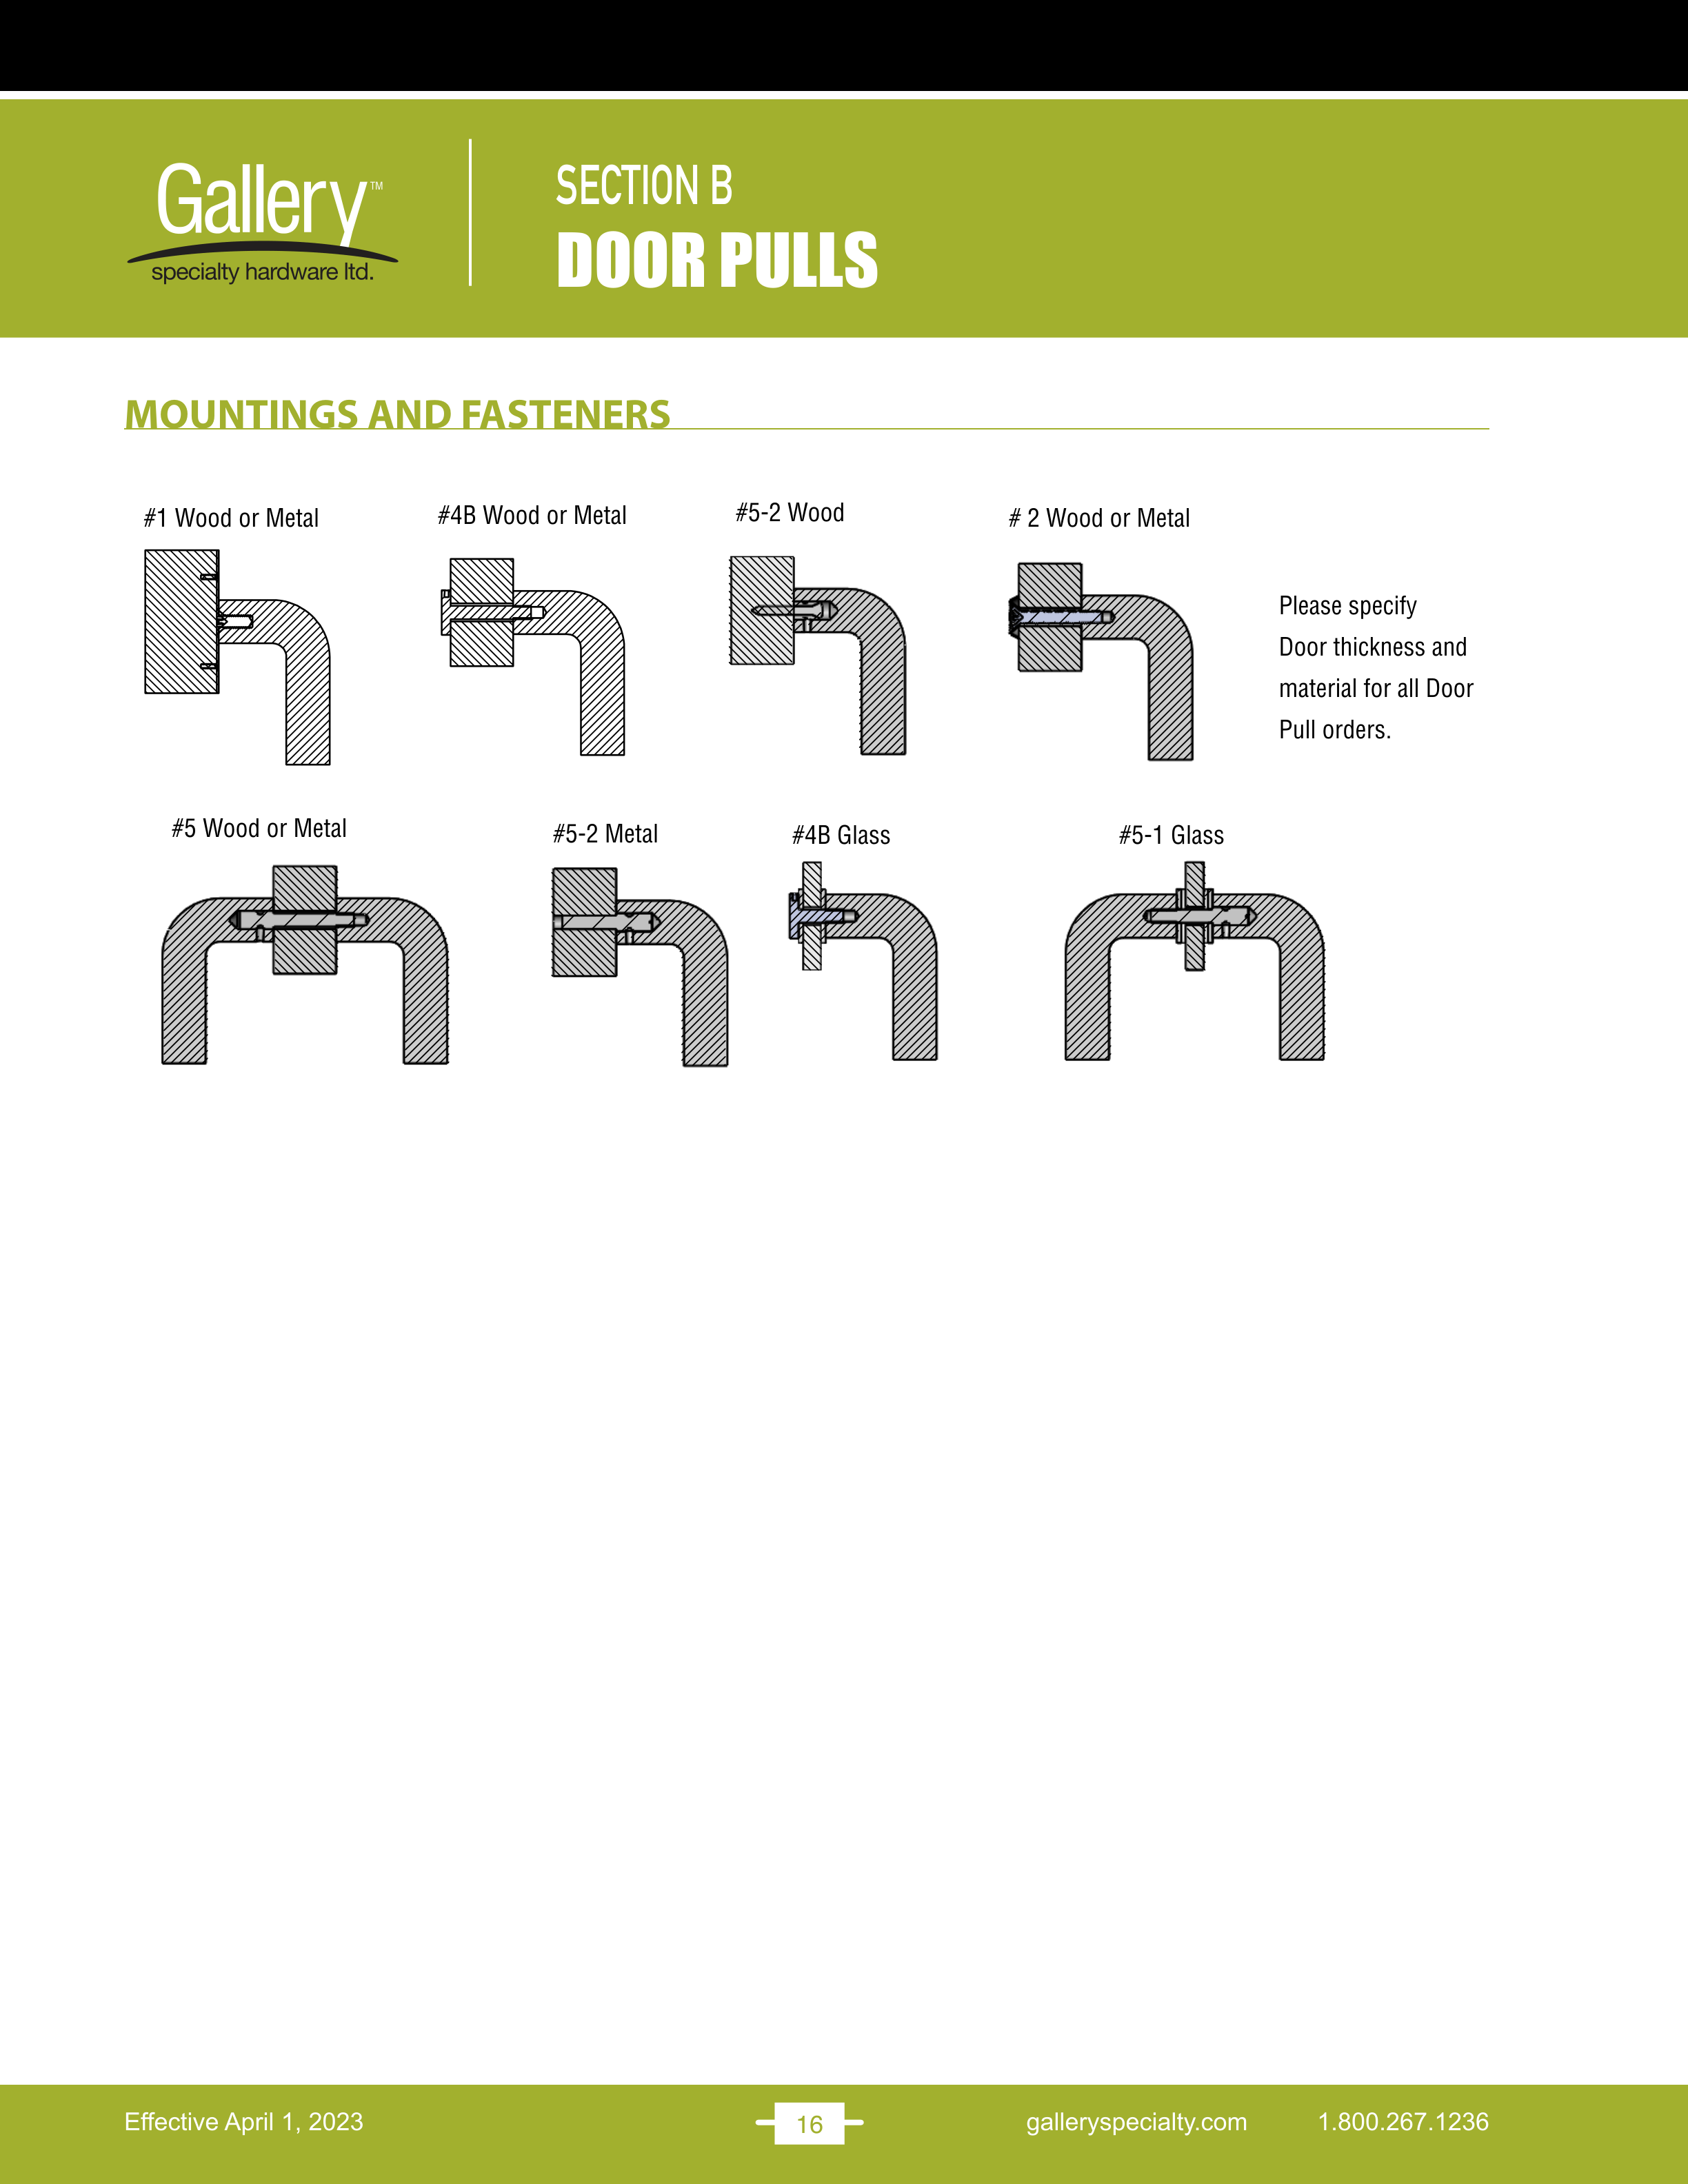 Gallery™
specialty hardware ltd.
SECTION B
DOOR PULLS
MOUNTINGS AND FASTENERS
#1 Wood or Metal
#4B Wood or Metal
#5-2 Wood
# 2 Wood or Metal
Please specify
Door thickness and
material for all Door
Pull orders.
#5 Wood or Metal
#5-2 Metal
#4B Glass
#5-1 Glass
Effective April 1, 2023
16
galleryspecialty.com
1.800.267.1236